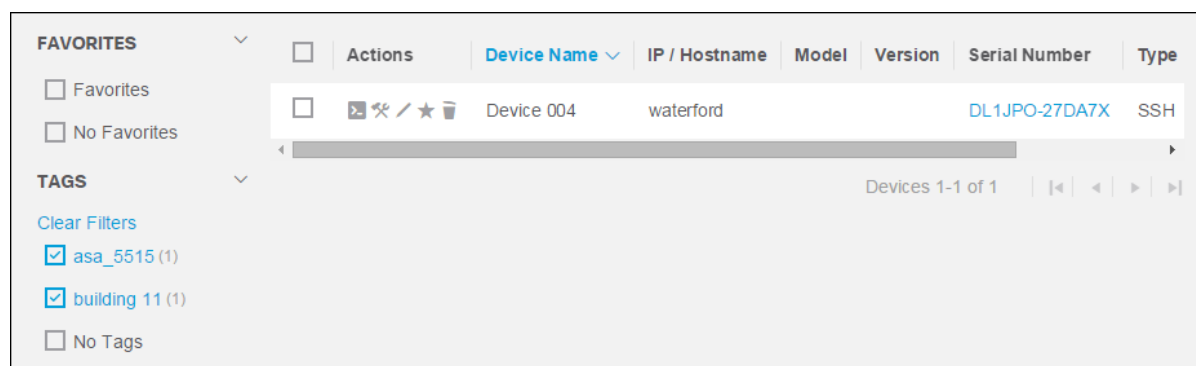 FAVORITES
Favorites
No Favorites
TAGS
Clear Filters
asa_5515 (1)
building 11 (1)
No Tags
Actions Device Name IP / Hostname Model Version Serial Number Type
Device 004 waterford DL1JPO-27DA7X SSH
Devices 1-1 of 1